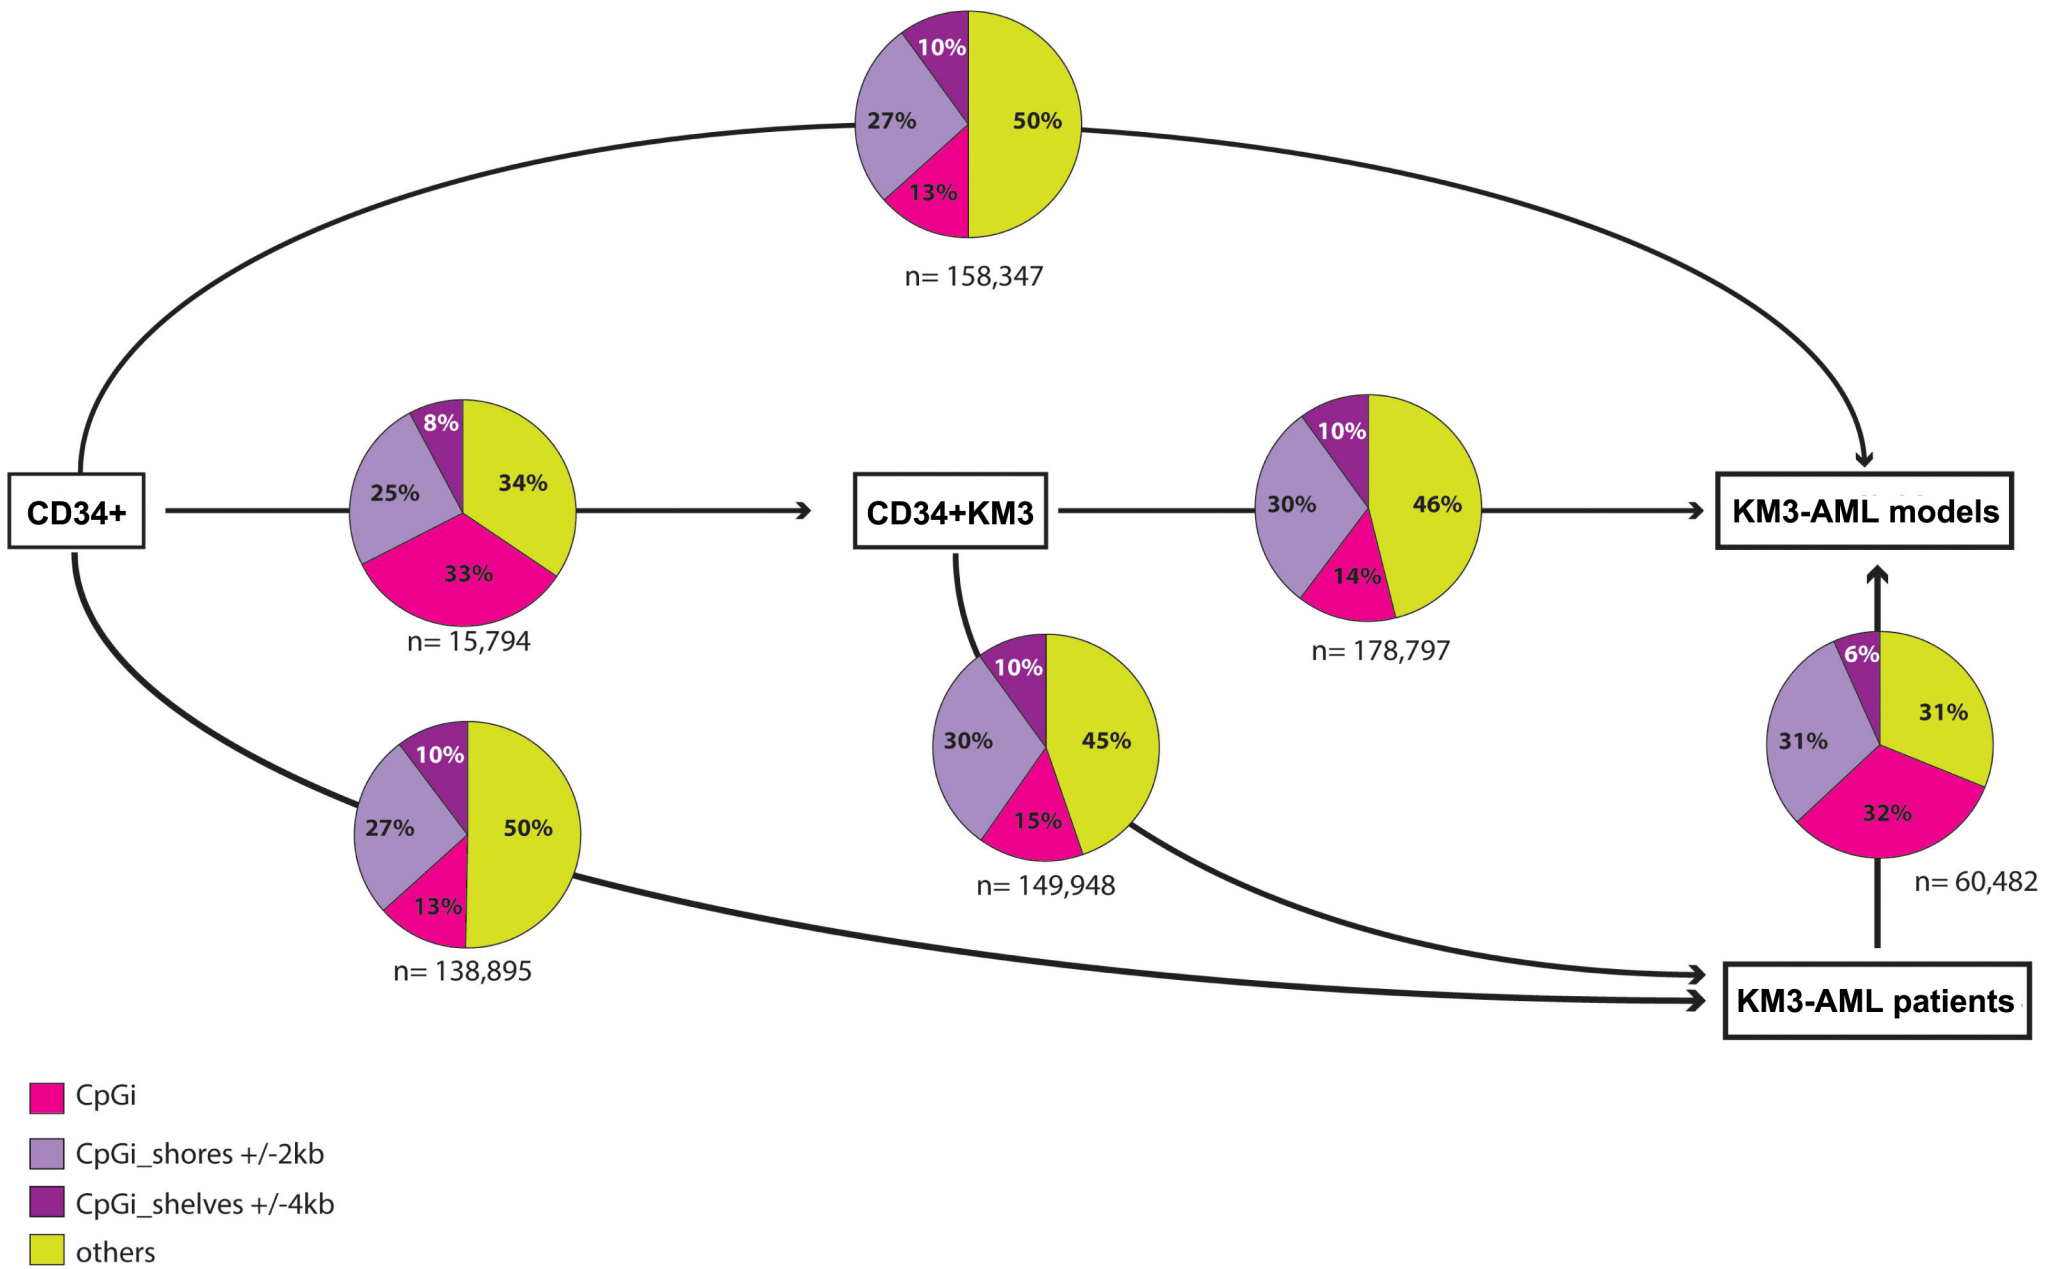 10%
50%
27%
13%
n= 158,347
8%
34%
25%
33%
n= 15,794
10%
46%
30%
14%
n= 178,797
CD34+
CD34+KM3
KM3-AML models
10%
45%
30%
15%
n= 149,948
6%
31%
31%
32%
n= 60,482
10%
50%
27%
13%
n= 138,895
KM3-AML patients
CpGi
CpGi_shores +/-2kb
CpGi_shelves +/-4kb
others